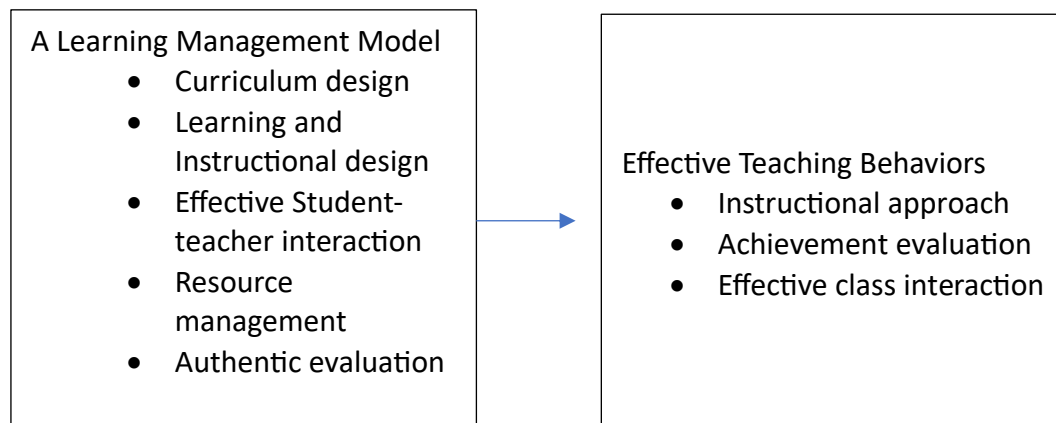 A Learning Management Model
• Curriculum design
• Learning and
Instructional design
• Effective Student-
teacher interaction
• Resource
management
• Authentic evaluation
Effective Teaching Behaviors
• Instructional approach
• Achievement evaluation
• Effective class interaction